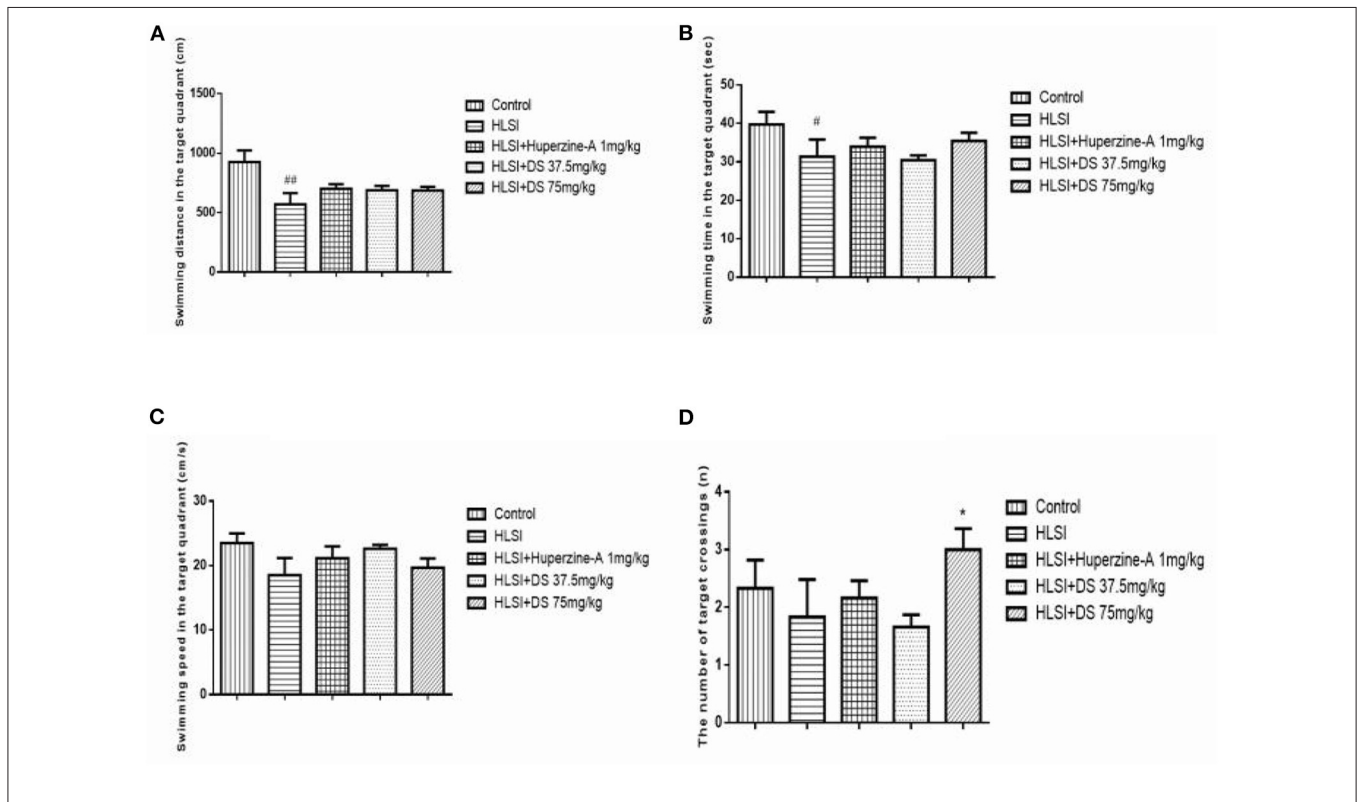 A
Swimming distance in the target quadrant (cm)
1500
1000
500
0
##
Control
HLSI
HLSI+Huperzine-A 1mg/kg
HLSI+DS 37.5mg/kg
HLSI+DS 75mg/kg
B
Swimming time in the target quadrant (sec)
50
40
30
20
10
0
#
Control
HLSI
HLSI+Huperzine-A 1mg/kg
HLSI+DS 37.5mg/kg
HLSI+DS 75mg/kg
C
Swimming speed in the target quadrant (cm/s)
30
20
10
0
Control
HLSI
HLSI+Huperzine-A 1mg/kg
HLSI+DS 37.5mg/kg
HLSI+DS 75mg/kg
D
The number of target crossings (n)
4
3
2
1
0
*
Control
HLSI
HLSI+Huperzine-A 1mg/kg
HLSI+DS 37.5mg/kg
HLSI+DS 75mg/kg